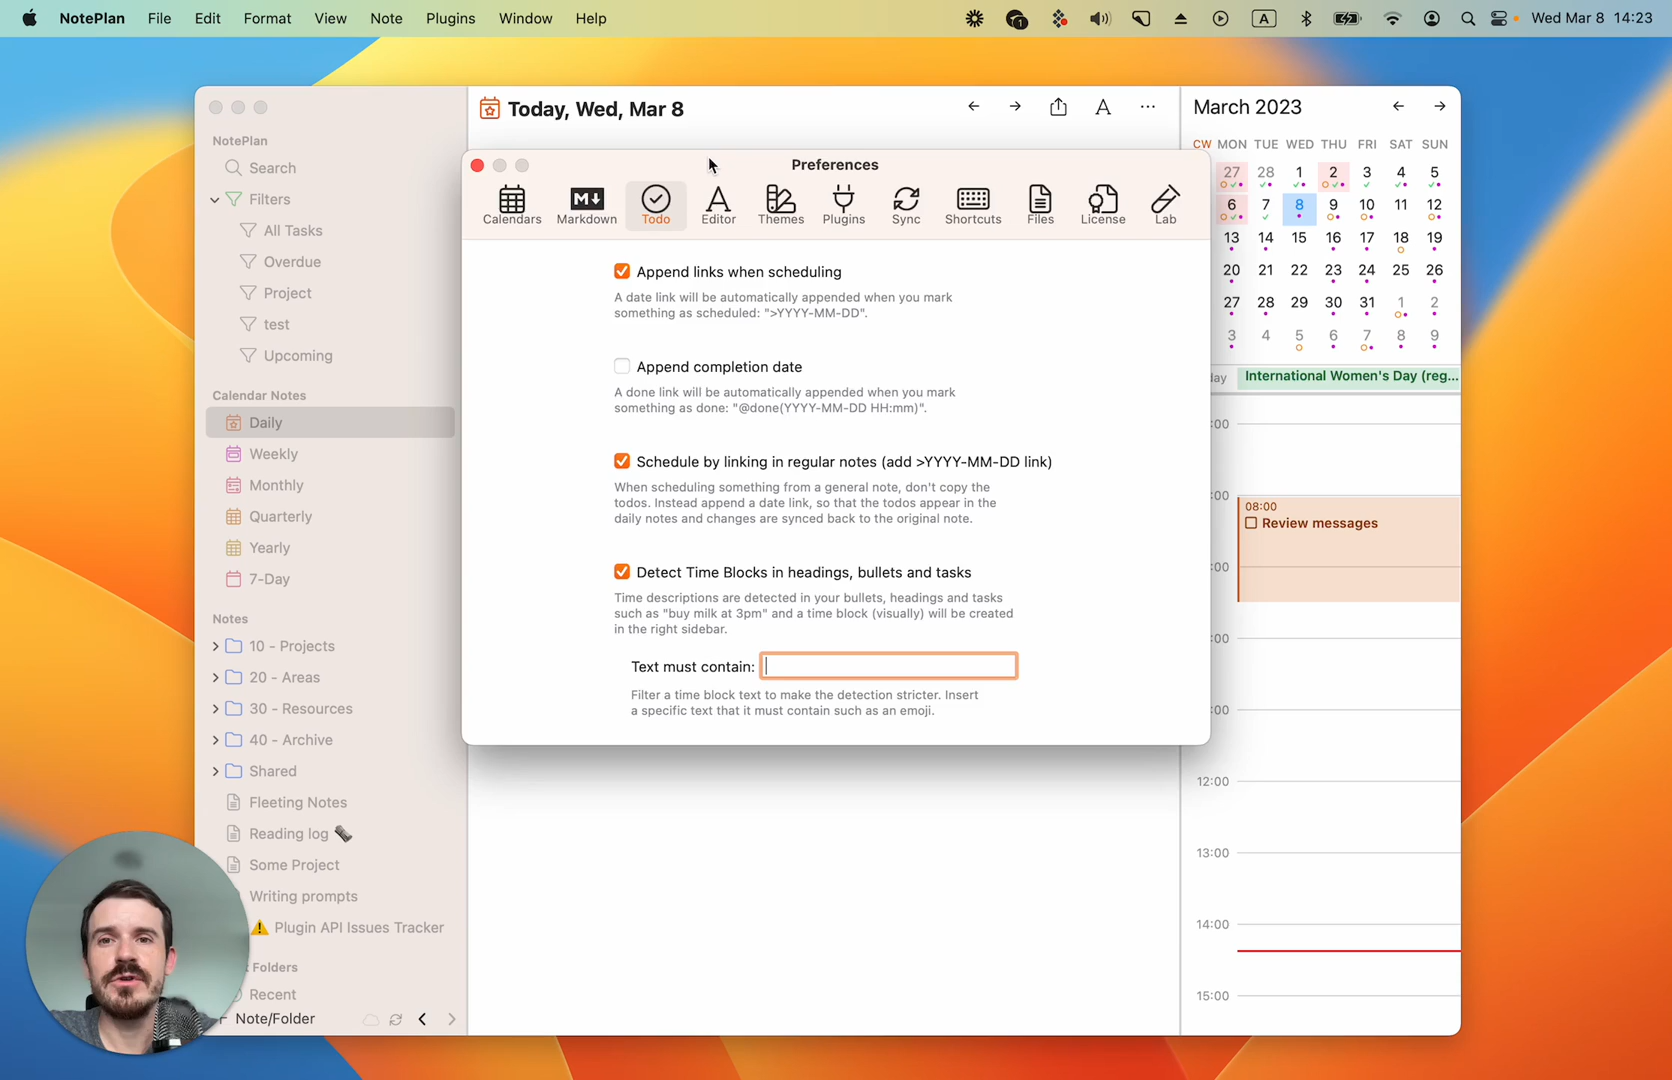 NotePlan File Edit Format View Note Plugins Window Help
1 A Wed Mar 8 14:23
NotePlan
Search
Filters
All Tasks
Overdue
Project
test
Upcoming
Calendar Notes
Daily
Weekly
Monthly
Quarterly
Yearly
7-Day
Notes
10 - Projects
20 - Areas
30 - Resources
40 - Archive
Shared
Fleeting Notes
Reading log
Some Project
Writing prompts
Plugin API Issues Tracker
Folders
Recent
Note/Folder
Today, Wed, Mar 8
Preferences
Calendars Markdown Todo Editor Themes Plugins Sync Shortcuts Files License Lab
Append links when scheduling
A date link will be automatically appended when you mark
something as scheduled: ">YYYY-MM-DD".
Append completion date
A done link will be automatically appended when you mark
something as done: "@done(YYYY-MM-DD HH:mm)".
Schedule by linking in regular notes (add >YYYY-MM-DD link)
When scheduling something from a general note, don't copy the
todos. Instead append a date link, so that the todos appear in the
daily notes and changes are synced back to the original note.
Detect Time Blocks in headings, bullets and tasks
Time descriptions are detected in your bullets, headings and tasks
such as "buy milk at 3pm" and a time block (visually) will be created
in the right sidebar.
Text must contain:
Filter a time block text to make the detection stricter. Insert
a specific text that it must contain such as an emoji.
March 2023
CW MON TUE WED THU FRI SAT SUN
27 28 1 2 3 4 5
6 7 8 9 10 11 12
13 14 15 16 17 18 19
20 21 22 23 24 25 26
27 28 29 30 31 1 2
3 4 5 6 7 8 9
day International Women's Day (reg...
:00
:00
08:00
Review messages
:00
:00
:00
12:00
13:00
14:00
15:00